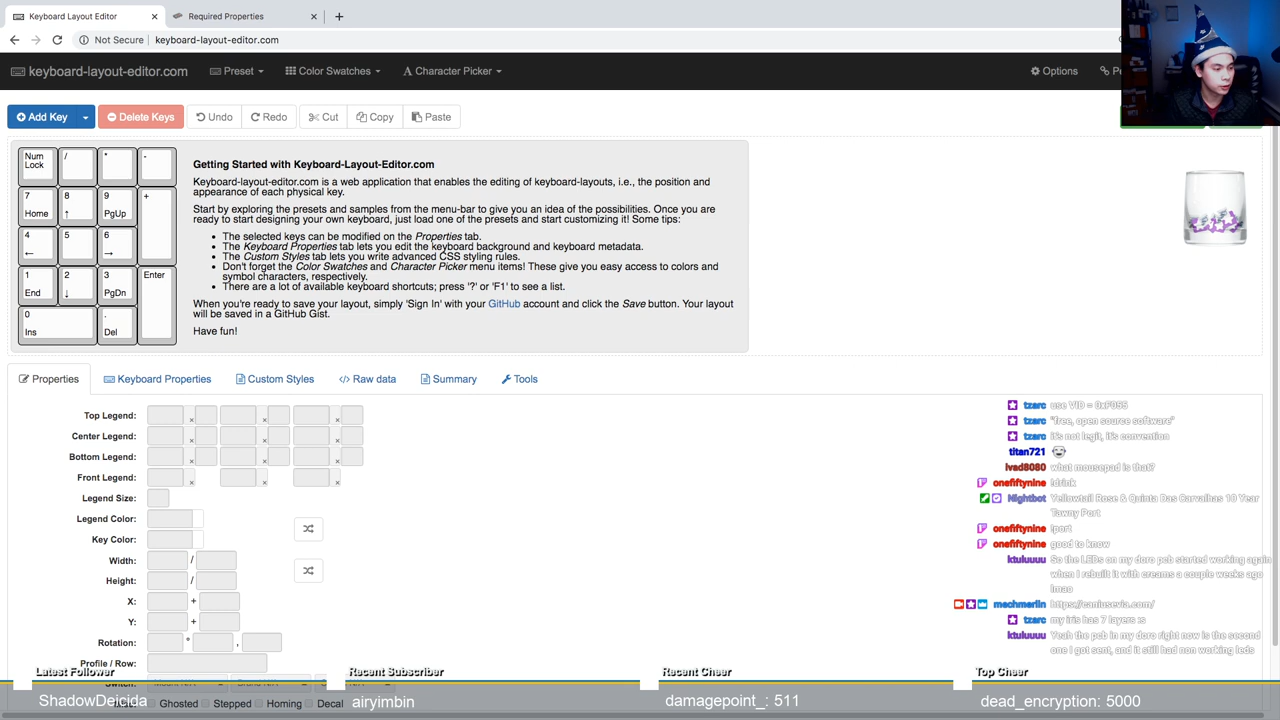 Keyboard Layout Editor
Required Properties
Not Secure
keyboard-layout-editor.com
keyboard-layout-editor.com
Preset
Color Swatches
Character Picker
Options
Add Key
Delete Keys
Undo
Redo
Cut
Copy
Paste
Num Lock
/
*
-
7 Home
8 ↑
9 PgUp
+
4 ←
5
6 →
1 End
2 ↓
3 PgDn
Enter
0 Ins
. Del
Getting Started with Keyboard-Layout-Editor.com
Keyboard-layout-editor.com is a web application that enables the editing of keyboard-layouts, i.e., the position and
appearance of each physical key.
Start by exploring the presets and samples from the menu-bar to give you an idea of the possibilities. Once you are
ready to start designing your own keyboard, just load one of the presets and start customizing it! Some tips:
• The selected keys can be modified on the Properties tab.
• The Keyboard Properties tab lets you edit the keyboard background and keyboard metadata.
• The Custom Styles tab lets you write advanced CSS styling rules.
• Don't forget the Color Swatches and Character Picker menu items! These give you easy access to colors and
symbol characters, respectively.
• There are a lot of available keyboard shortcuts; press '?' or 'F1' to see a list.
When you're ready to save your layout, simply 'Sign In' with your GitHub account and click the Save button. Your layout
will be saved in a GitHub Gist.
Have fun!
Properties
Keyboard Properties
Custom Styles
Raw data
Summary
Tools
Top Legend:
Center Legend:
Bottom Legend:
Front Legend:
Legend Size:
Legend Color:
Key Color:
Width: /
Height: /
X: +
Y: +
Rotation: ° ,
Profile / Row:
Ghosted
Stepped
Homing
Decal
tzarc use VID = 0xF055
tzarc "free, open source software"
tzarc it's not legit, it's convention
titan721
ivad8080 what mousepad is that?
onefiftynine !drink
Nightbot Yellowtail Rose & Quinta Das Carvalhas 10 Year
Tawny Port
onefiftynine !port
onefiftynine good to know
ktuluuuu So the LEDs on my doro pcb started working again
when I rebuilt it with creams a couple weeks ago
lmao
mechmerlin https://caniusevia.com/
tzarc my iris has 7 layers :s
ktuluuuu Yeah the pcb in my doro right now is the second
one I got sent, and it still had non working leds
Latest Follower
Recent Subscriber
Recent Cheer
Top Cheer
ShadowDeicida
airyimbin
damagepoint_: 511
dead_encryption: 5000